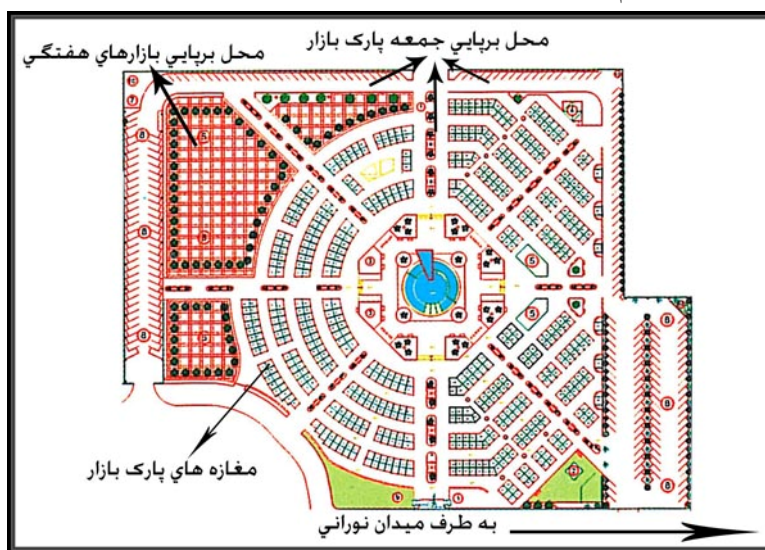 محل برپايي جمعه پارک بازار
محل برپايي بازارهاي هفتگي
مغازه هاي پارک بازار
به طرف ميدان نوراني